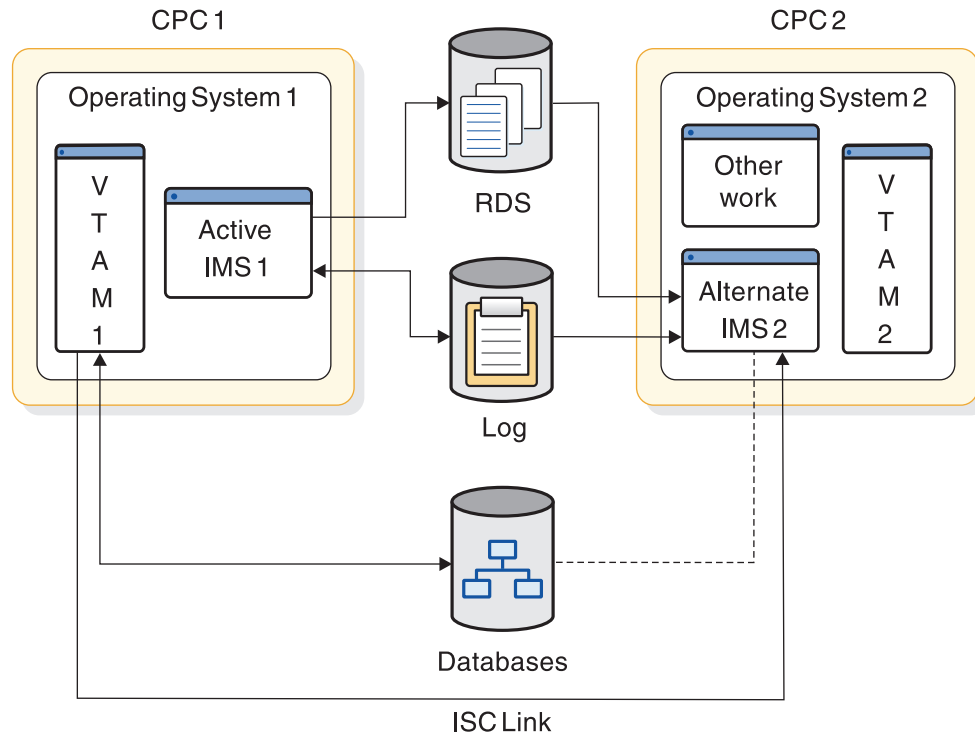 CPC 1
CPC 2
Operating System 1
Operating System 2
V
T
A
M
1
Active
IMS 1
RDS
Log
Databases
ISC Link
Other
work
Alternate
IMS 2
V
T
A
M
2